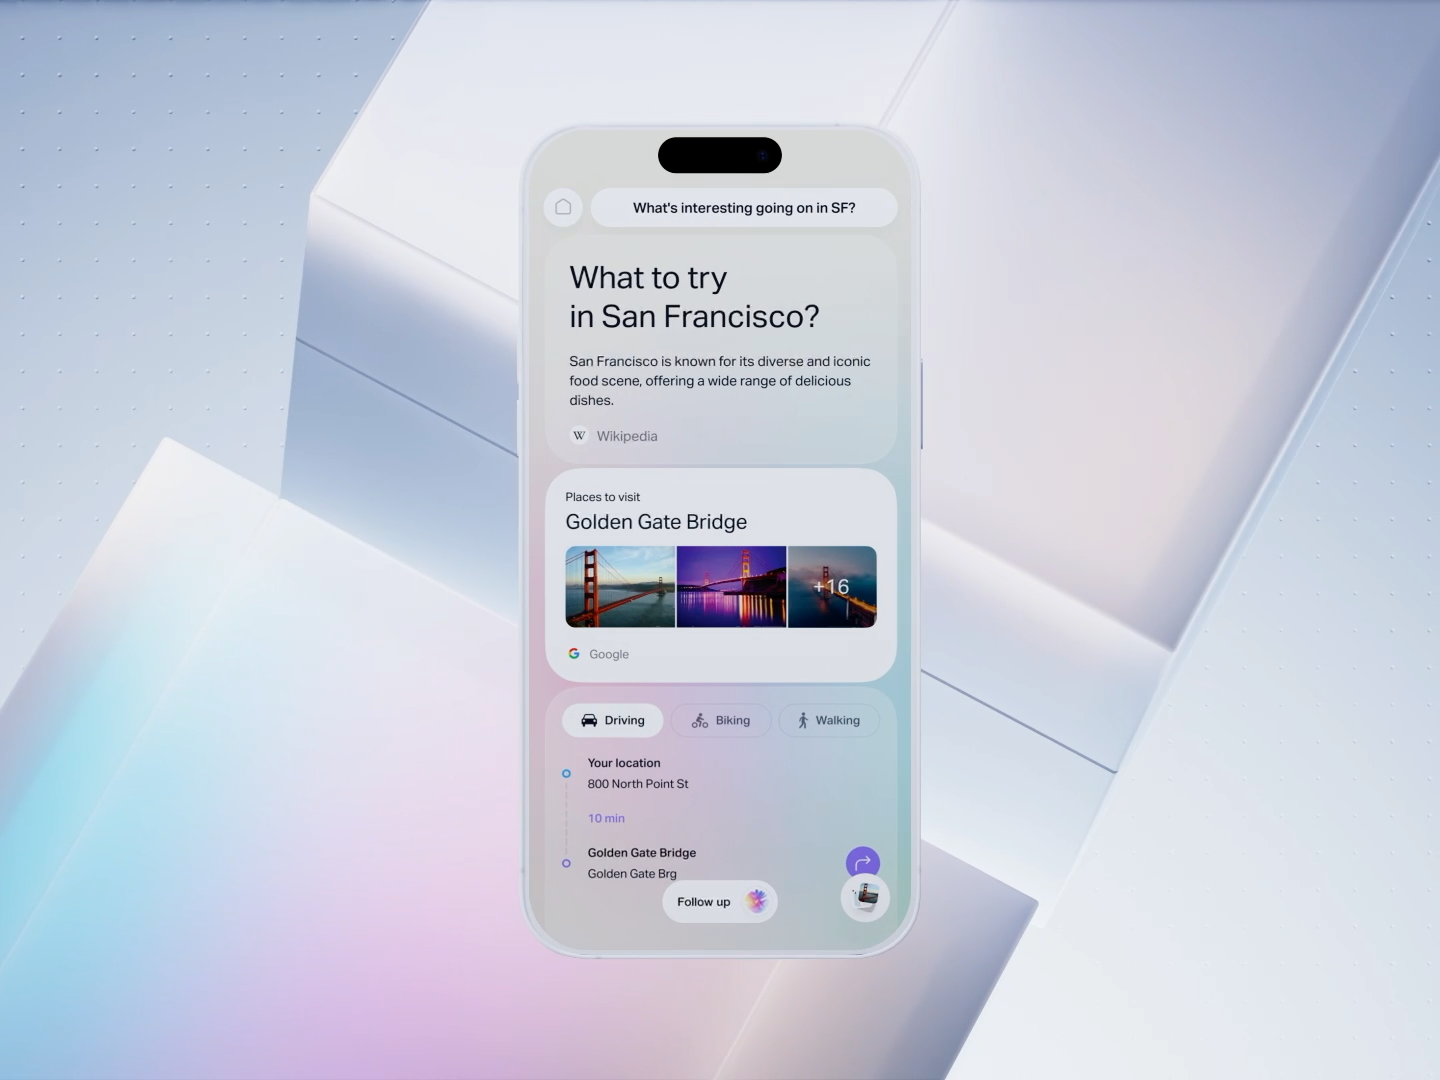 What's interesting going on in SF?
What to try
in San Francisco?
San Francisco is known for its diverse and iconic
food scene, offering a wide range of delicious
dishes.
W Wikipedia
Places to visit
Golden Gate Bridge
+16
G Google
Driving Biking Walking
Your location
800 North Point St
10 min
Golden Gate Bridge
Golden Gate Brg
Follow up